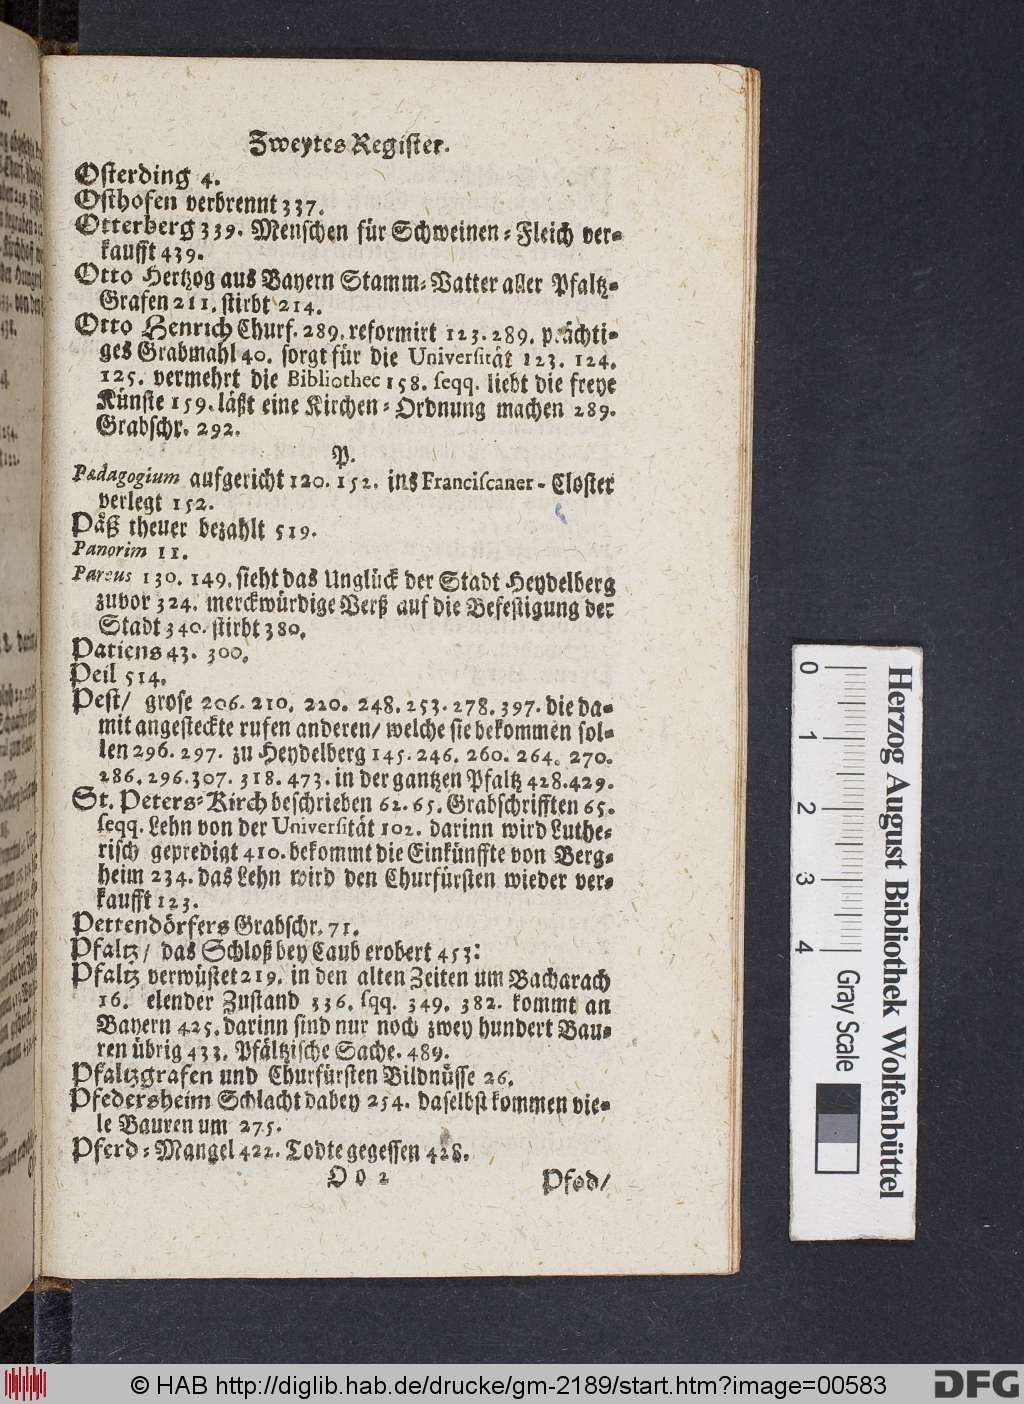 Zweytes Register.
Osterding 4.
Osthofen verbrennt 337.
Otterberg 339. Menschen für Schweinen-Fleich ver-
kaufft 439.
Otto Hertzog aus Bayern Stamm-Vatter aller Pfaltz-
Grafen 211. stirbt 214.
Otto Henrich Churf. 289. reformirt 123. 289. prächti-
ges Grabmahl 40. sorgt für die Universität 123. 124.
125. vermehrt die Bibliothec 158. seqq. liebt die freye
Künste 159. läßt eine Kirchen-Ordnung machen 289.
Grabschr. 292.
P.
Pædagogium aufgericht 120. 152. ins Franciscaner-Closter
verlegt 152.
Päß theuer bezahlt 519.
Panorim 11.
Pareus 130. 149. sieht das Unglück der Stadt Heydelberg
zuvor 324. merckwürdige Verß auf die Befestigung der
Stadt 340. stirbt 380.
Patiens 43. 300.
Peil 514.
Pest/ grose 206. 210. 220. 248. 253. 278. 397. die da-
mit angesteckte rufen anderen/ welche sie bekommen sol-
len 296. 297. zu Heydelberg 145. 246. 260. 264. 270.
286. 296. 307. 318. 473. in der gantzen Pfaltz 428. 429.
St. Peters-Kirch beschrieben 62. 65. Grabschrifften 65.
seqq. Lehn von der Universität 102. darinn wird Luthe-
risch gepredigt 410. bekommt die Einkünffte von Berg-
heim 234. das Lehn wird den Churfürsten wieder ver-
kaufft 123.
Pettendörfers Grabschr. 71.
Pfaltz/ das Schloß bey Caub erobert 453:
Pfaltz verwüstet 219. in den alten Zeiten um Bacharach
16. elender Zustand 336. sqq. 349. 382. kommt an
Bayern 425. darinn sind nur noch zwey hundert Bau-
ren übrig 433. Pfältzische Sache. 489.
Pfaltzgrafen und Churfürsten Bildnüsse 26.
Pfedersheim Schlacht dabey 254. daselbst kommen vie-
le Bauren um 275.
Pferd-Mangel 422. Todte gegessen 428.
O o 2 Pfod/
0 1 2 3 4 Gray Scale
Herzog August Bibliothek Wolfenbüttel
© HAB http://diglib.hab.de/drucke/gm-2189/start.htm?image=00583
DFG